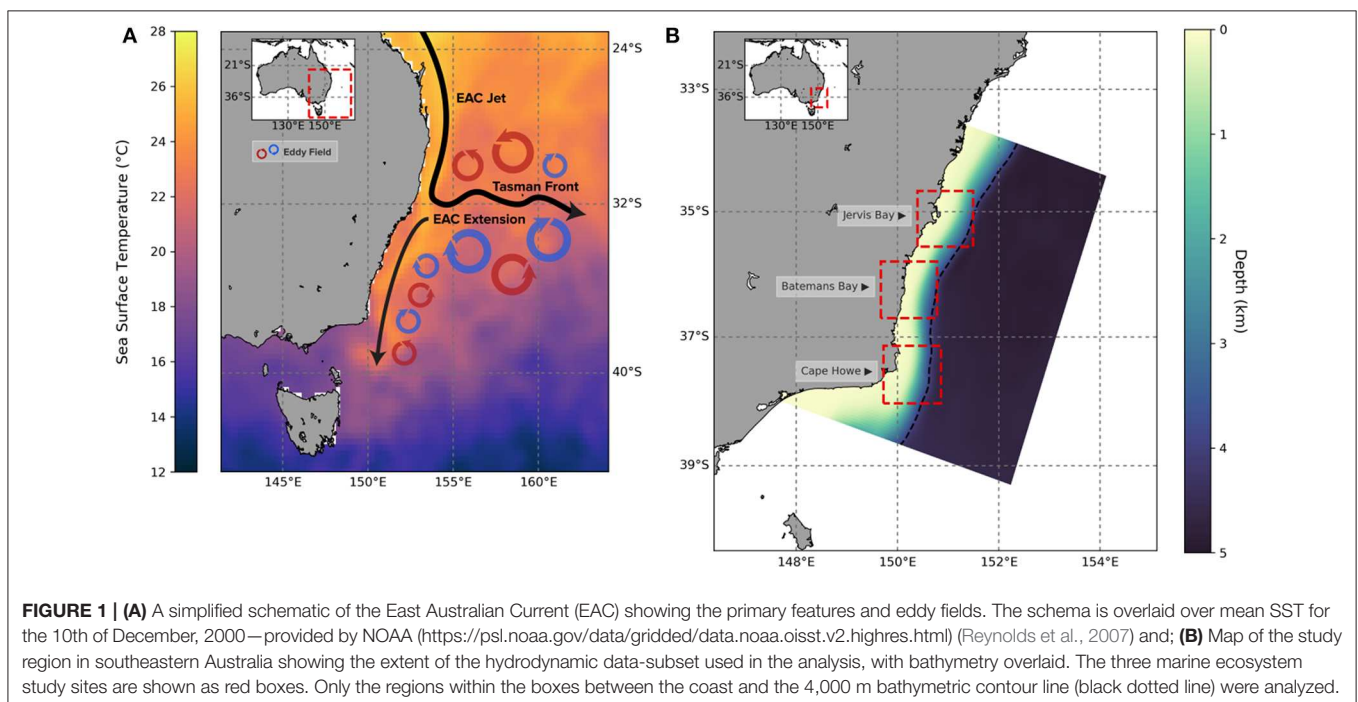 A
28
26
24
22
20
18
16
14
12
Sea Surface Temperature (°C)
21°S
36°S
130°E 150°E
Eddy Field
EAC Jet
Tasman Front
EAC Extension
24°S
32°S
40°S
145°E
150°E
155°E
160°E
B
21°S
36°S
130°E 150°E
33°S
35°S
37°S
39°S
Jervis Bay ►
Batemans Bay ►
Cape Howe ►
148°E
150°E
152°E
154°E
0
1
2
3
4
5
Depth (km)
FIGURE 1 | (A) A simplified schematic of the East Australian Current (EAC) showing the primary features and eddy fields. The schema is overlaid over mean SST for
the 10th of December, 2000—provided by NOAA (https://psl.noaa.gov/data/gridded/data.noaa.oisst.v2.highres.html) (Reynolds et al., 2007) and; (B) Map of the study
region in southeastern Australia showing the extent of the hydrodynamic data-subset used in the analysis, with bathymetry overlaid. The three marine ecosystem
study sites are shown as red boxes. Only the regions within the boxes between the coast and the 4,000 m bathymetric contour line (black dotted line) were analyzed.